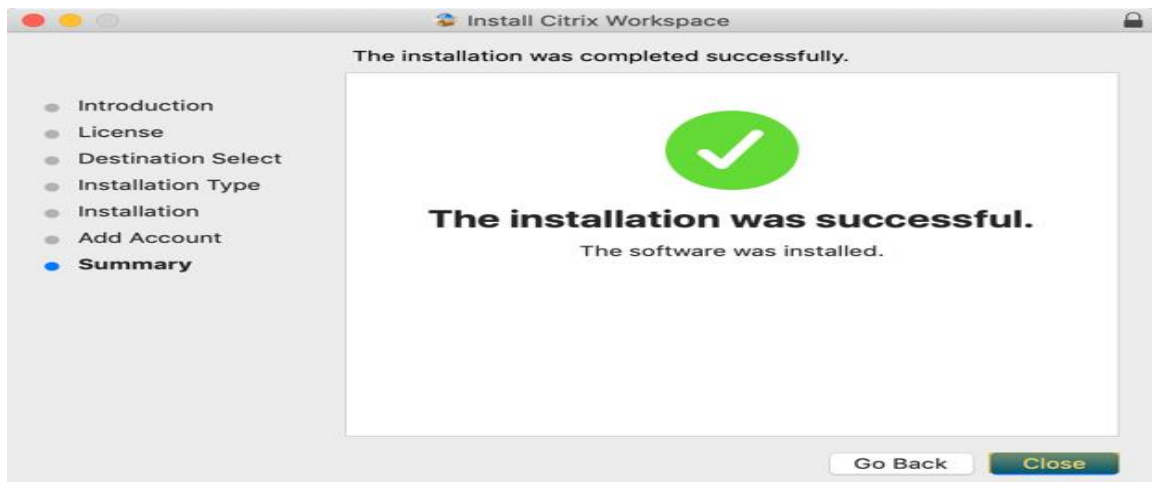 Install Citrix Workspace
The installation was completed successfully.
Introduction
License
Destination Select
Installation Type
Installation
Add Account
Summary
The installation was successful.
The software was installed.
Go Back
Close